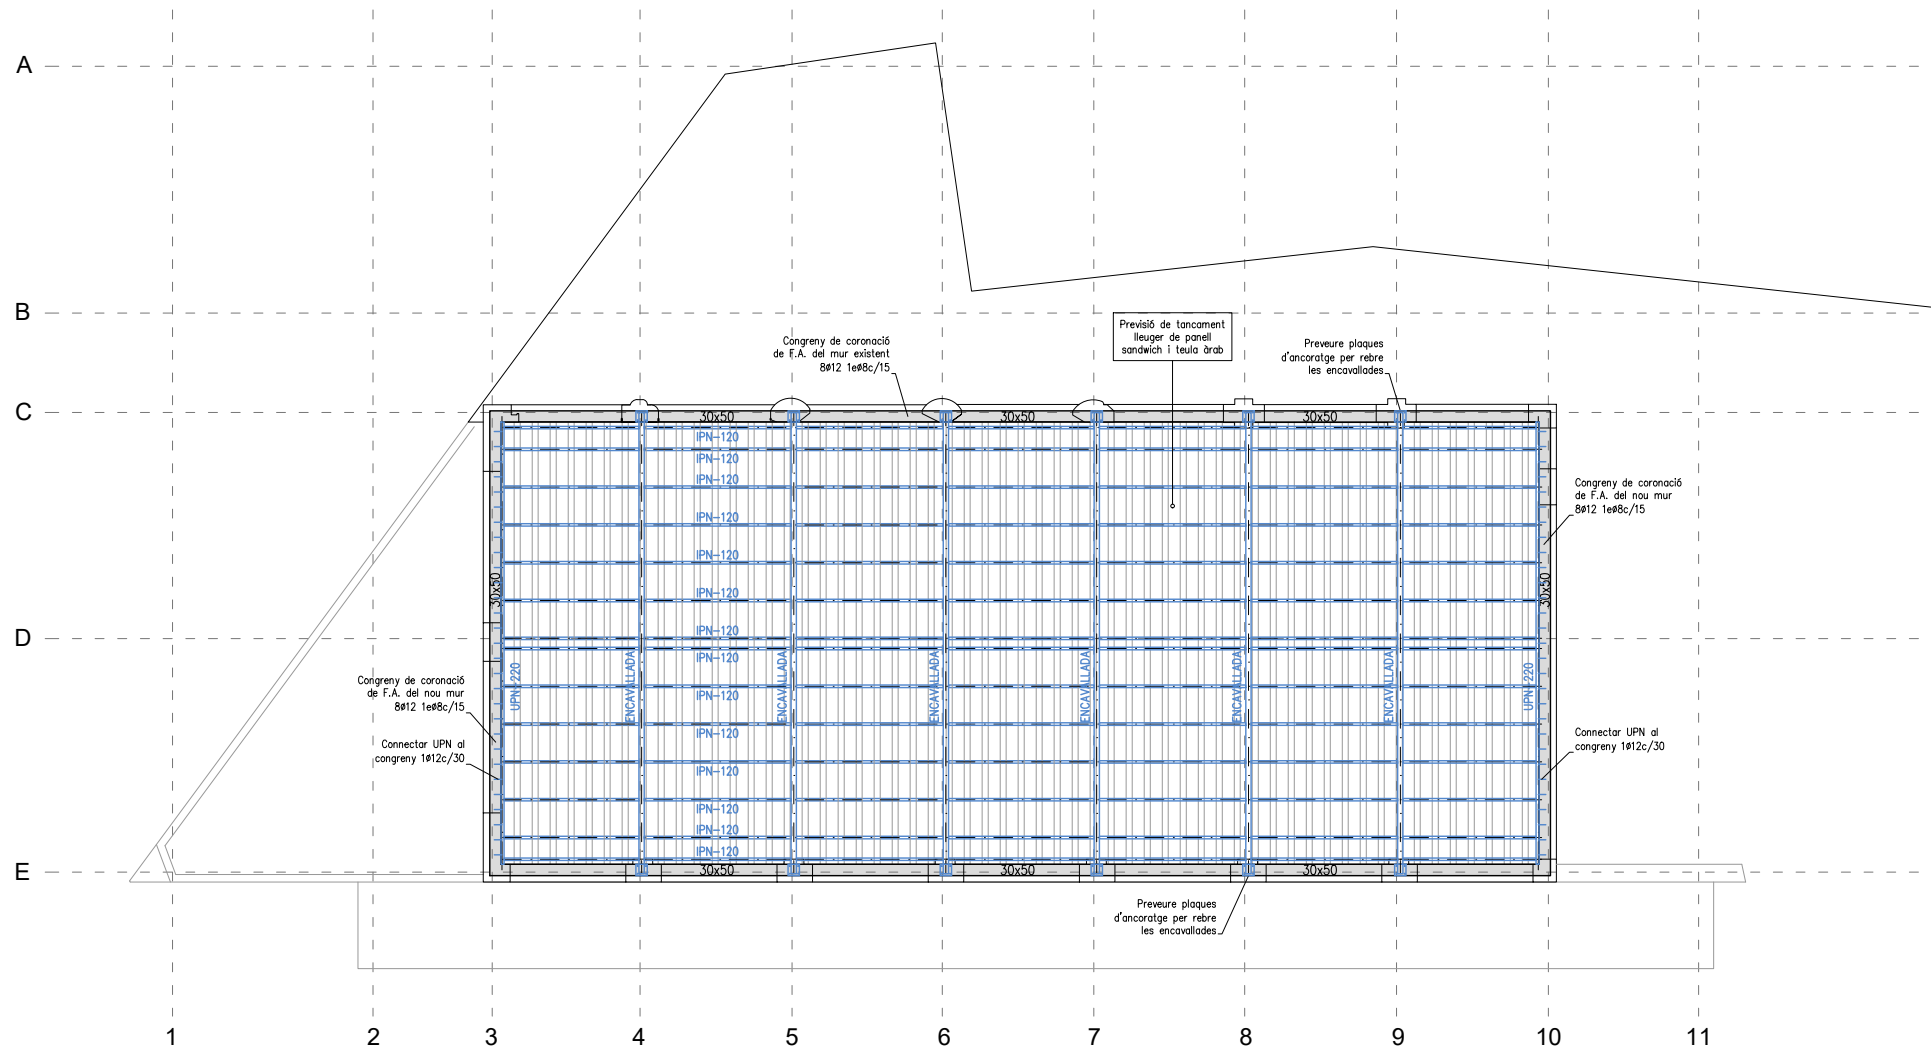 A
B
C
D
E
Congreny de coronació
de F.A. del mur existent
8ø12 1eø8c/15
Previsió de tancament
lleuger de panell
sandwich i teula àrab
Preveure plaques
d'ancoratge per rebre
les encavallades
30x50
30x50
30x50
IPN-120
IPN-120
IPN-120
IPN-120
IPN-120
IPN-120
IPN-120
IPN-120
IPN-120
IPN-120
IPN-120
IPN-120
IPN-120
IPN-120
30x50
30x50
Congreny de coronació
de F.A. del nou mur
8ø12 1eø8c/15
UPN-220
ENCAVALLADA
ENCAVALLADA
ENCAVALLADA
ENCAVALLADA
ENCAVALLADA
ENCAVALLADA
UPN-220
Congreny de coronació
de F.A. del nou mur
8ø12 1eø8c/15
Connectar UPN al
congreny 1ø12c/30
Connectar UPN al
congreny 1ø12c/30
30x50
30x50
30x50
Preveure plaques
d'ancoratge per rebre
les encavallades
1
2
3
4
5
6
7
8
9
10
11